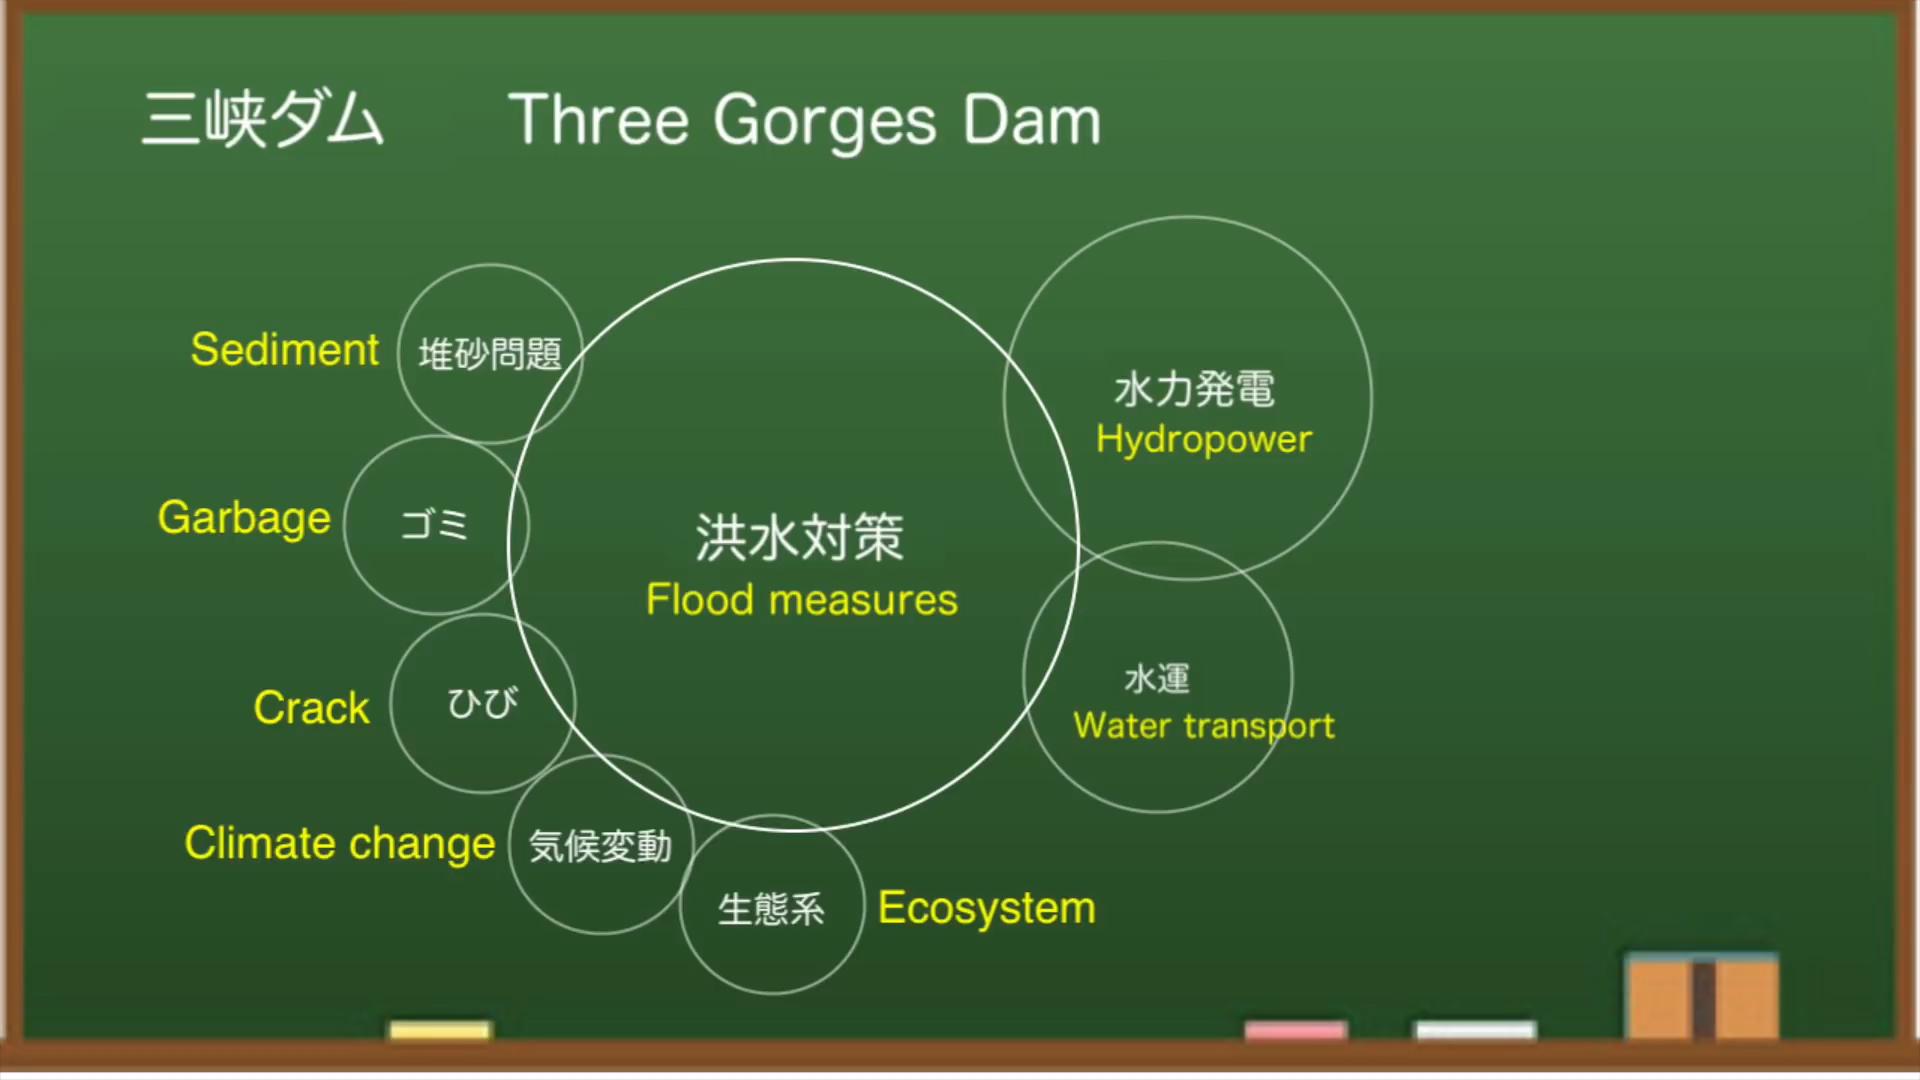 三峡ダム Three Gorges Dam
Sediment 堆砂問題
Garbage ゴミ
Crack ひび
Climate change 気候変動
生態系 Ecosystem
洪水対策
Flood measures
水力発電
Hydropower
水運
Water transport